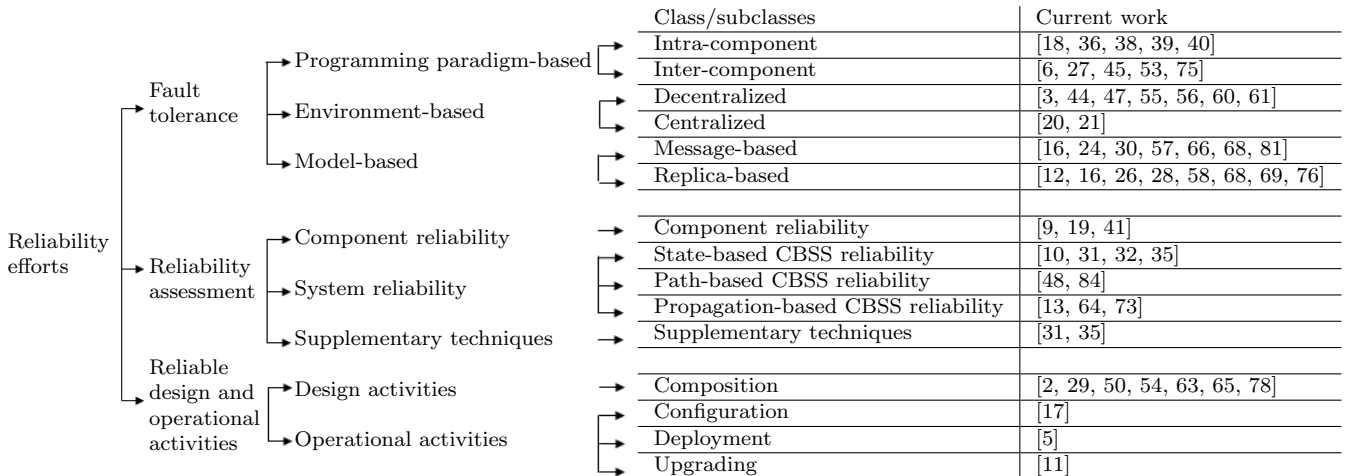 Class/subclasses Current work
Intra-component [18, 36, 38, 39, 40]
Programming paradigm-based
Inter-component [6, 27, 45, 53, 75]
Fault
tolerance
Decentralized [3, 44, 47, 55, 56, 60, 61]
Environment-based
Centralized [20, 21]
Message-based [16, 24, 30, 57, 66, 68, 81]
Model-based
Replica-based [12, 16, 26, 28, 58, 68, 69, 76]
Reliability
efforts
Component reliability Component reliability [9, 19, 41]
State-based CBSS reliability [10, 31, 32, 35]
Reliability
assessment
System reliability Path-based CBSS reliability [48, 84]
Propagation-based CBSS reliability [13, 64, 73]
Supplementary techniques Supplementary techniques [31, 35]
Reliable
design and
operational
activities
Design activities Composition [2, 29, 50, 54, 63, 65, 78]
Configuration [17]
Operational activities Deployment [5]
Upgrading [11]